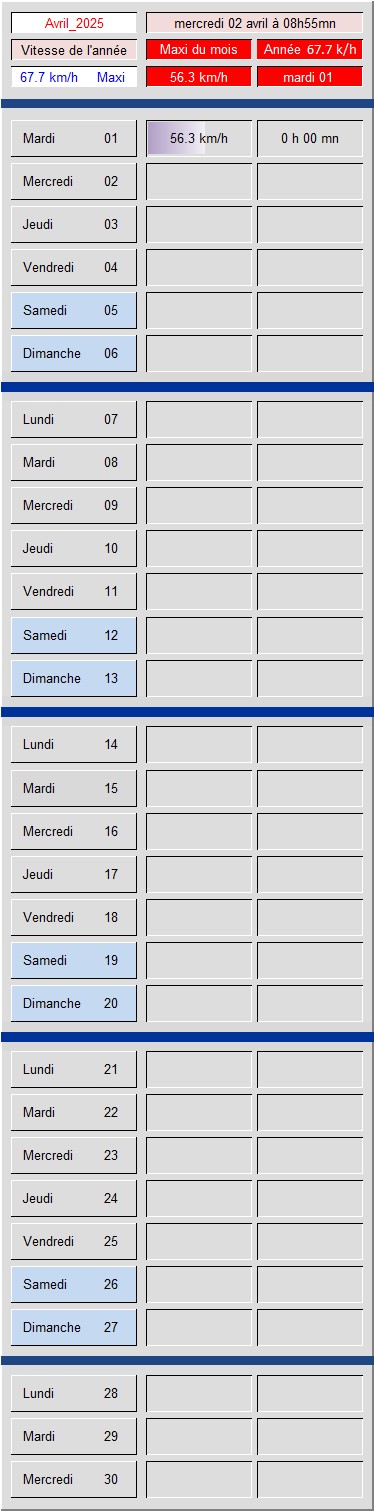 Avril_2025 mercredi 02 avril à 08h55mn
Vitesse de l'année Maxi du mois Année 67.7 k/h
67.7 km/h Maxi 56.3 km/h mardi 01
Mardi 01 56.3 km/h 0 h 00 mn
Mercredi 02
Jeudi 03
Vendredi 04
Samedi 05
Dimanche 06
Lundi 07
Mardi 08
Mercredi 09
Jeudi 10
Vendredi 11
Samedi 12
Dimanche 13
Lundi 14
Mardi 15
Mercredi 16
Jeudi 17
Vendredi 18
Samedi 19
Dimanche 20
Lundi 21
Mardi 22
Mercredi 23
Jeudi 24
Vendredi 25
Samedi 26
Dimanche 27
Lundi 28
Mardi 29
Mercredi 30